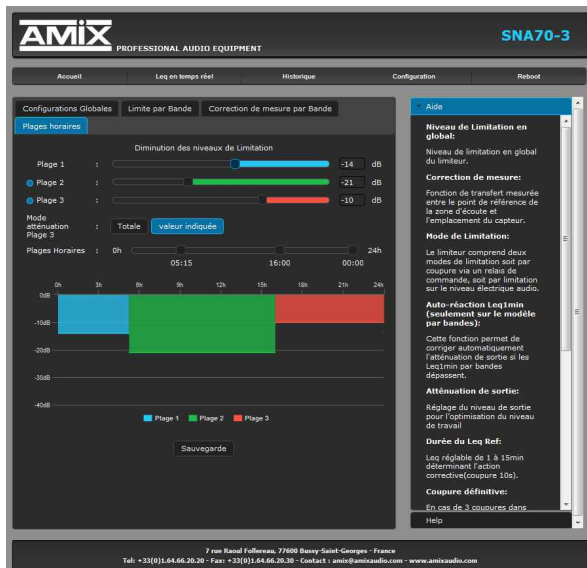 AMIX
PROFESSIONAL AUDIO EQUIPMENT
SNA70-3
Accueil
Leq en temps réel
Historique
Configuration
Reboot
Configurations Globales
Limite par Bande
Correction de mesure par Bande
Plages horaires
Diminution des niveaux de Limitation
Plage 1 : -14 dB
Plage 2 : -21 dB
Plage 3 : -10 dB
Mode
atténuation : Totale valeur indiquée
Plage 3
Plages Horaires : 0h 24h
05:15 16:00 00:00
0h 3h 6h 9h 12h 15h 18h 21h 24h
0dB
-10dB
-20dB
-30dB
-40dB
Plage 1 Plage 2 Plage 3
Sauvegarde
Aide
Niveau de Limitation en
global:
Niveau de limitation en global
du limiteur.
Correction de mesure:
Fonction de transfert mesurée
entre le point de référence de
la zone d'écoute et
l'emplacement du capteur.
Mode de Limitation:
Le limiteur comprend deux
modes de limitation soit par
coupure via un relais de
commande, soit par limitation
sur le niveau électrique audio.
Auto-réaction Leq1min
(seulement sur le modèle
par bandes):
Cette fonction permet de
corriger automatiquement
l'atténuation de sortie si les
Leq1min par bandes
dépassent.
Atténuation de sortie:
Réglage du niveau de sortie
pour l'optimisation du niveau
de travail
Durée du Leq Ref:
Leq réglable de 1 à 15min
déterminant l'action
corrective(coupure 10s).
Coupure définitive:
En cas de 3 coupures dans
Help
7 rue Raoul Follereau, 77600 Bussy-Saint-Georges - France
Tel: +33(0)1.64.66.20.20 - Fax: +33(0)1.64.66.20.30 - Contact : amix@amixaudio.com - www.amixaudio.com